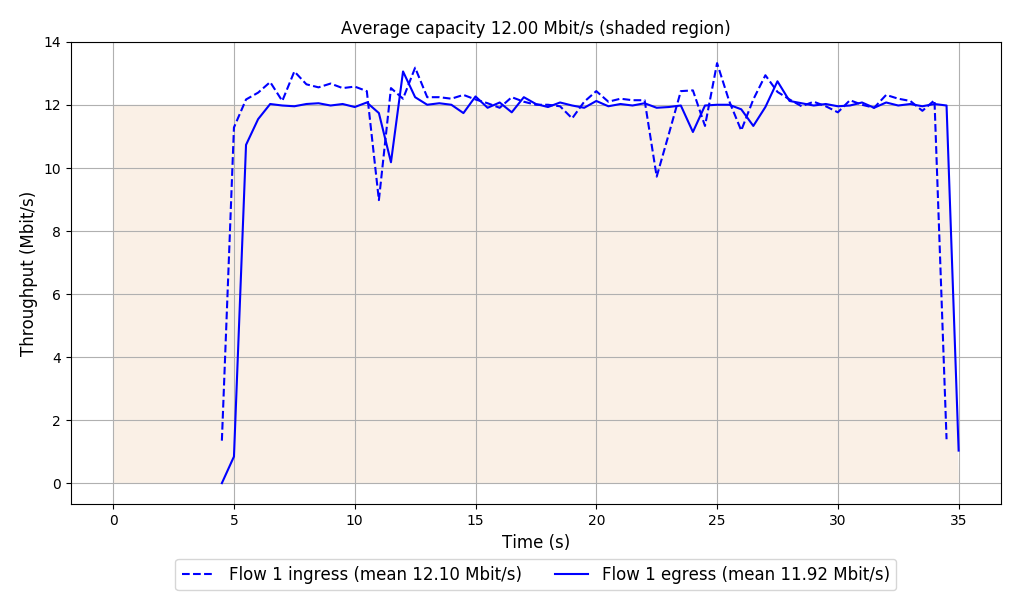 Average capacity 12.00 Mbit/s (shaded region)
14
12
10
8
6
4
2
0
Throughput (Mbit/s)
0 5 10 15 20 25 30 35
Time (s)
Flow 1 ingress (mean 12.10 Mbit/s) Flow 1 egress (mean 11.92 Mbit/s)